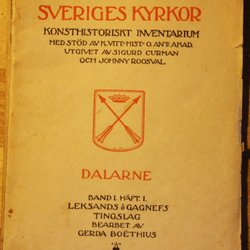 SVERIGES KYRKOR
KONSTHISTORISKT INVENTARIUM
MED STÖD AV K. VITT. HIST. O. ANT. AKAD.
UTGIVET AV SIGURD CURMAN
OCH JOHNNY ROOSVAL
DALARNE
BAND I. HÄFT. I.
LEKSANDS & GAGNEFS
TINGSLAG
BEARBET. AV
GERDA BOËTHIUS